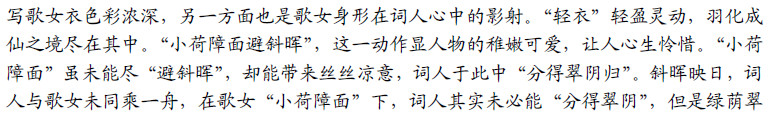 写歌女衣色彩浓深，另一方面也是歌女身形在词人心中的影射。“轻衣”轻盈灵动，羽化成
仙之境尽在其中。“小荷障面避斜晖”，这一动作显人物的稚嫩可爱，让人心生怜惜。“小荷
障面”虽未能尽“避斜晖”，却能带来丝丝凉意，词人于此中“分得翠阴归”。斜晖映日，词
人与歌女未同乘一舟，在歌女“小荷障面”下，词人其实未必能“分得翠阴”，但是绿荫翠